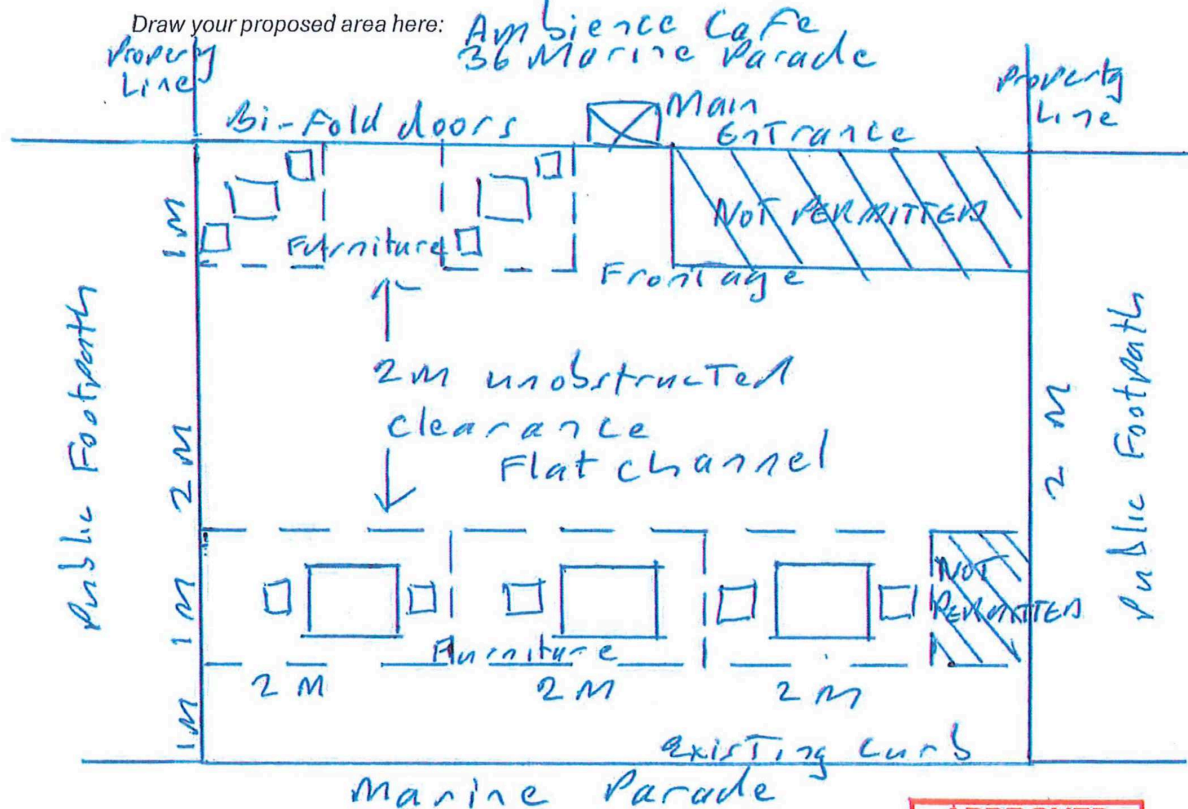 Draw your proposed area here:
Ambience Cafe
36 Marine Parade
Property
Line
Property
Line
Bi-Fold doors
Main
Entrance
1M
Furniture
NOT PERMITTED
Frontage
Public Footpath
2M unobstructed
clearance
Flat channel
2 M
2 M
Public Footpath
1M
Furniture
NOT
PERMITTED
2 M
2 M
2 M
1M
Existing curb
Marine Parade
APPROVED